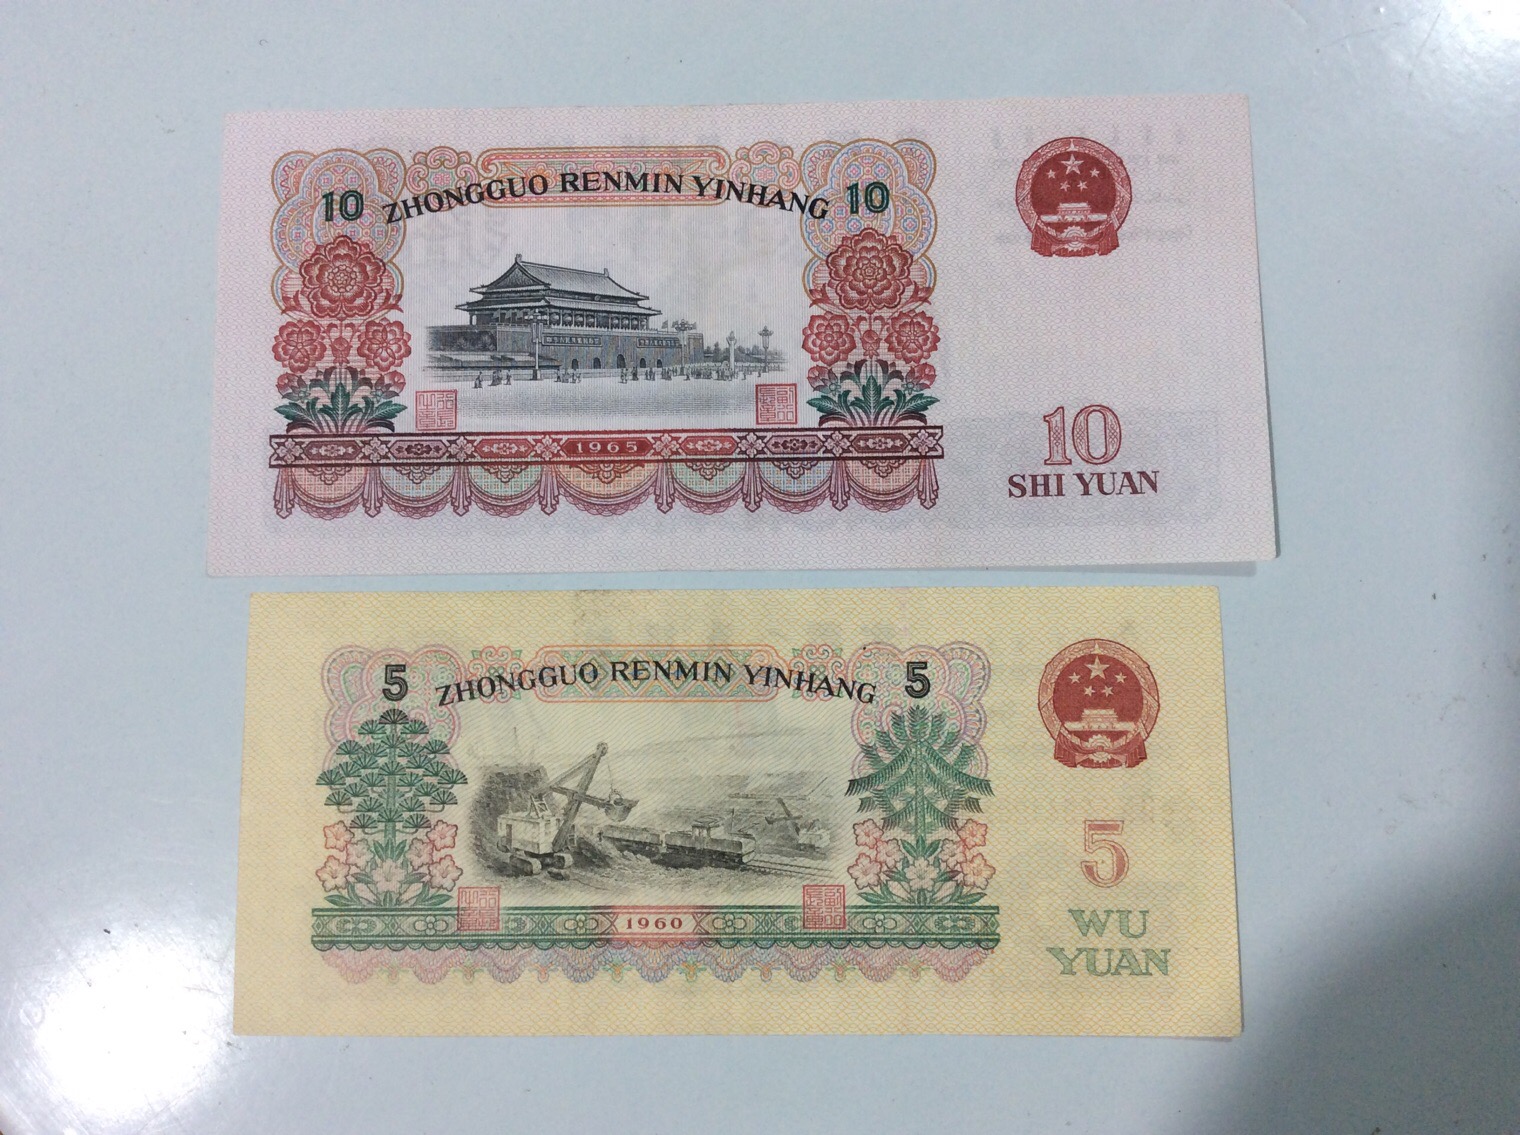 10 ZHONGGUO RENMIN YINHANG 10
1965
10
SHI YUAN
5 ZHONGGUO RENMIN YINHANG 5
1960
5
WU
YUAN